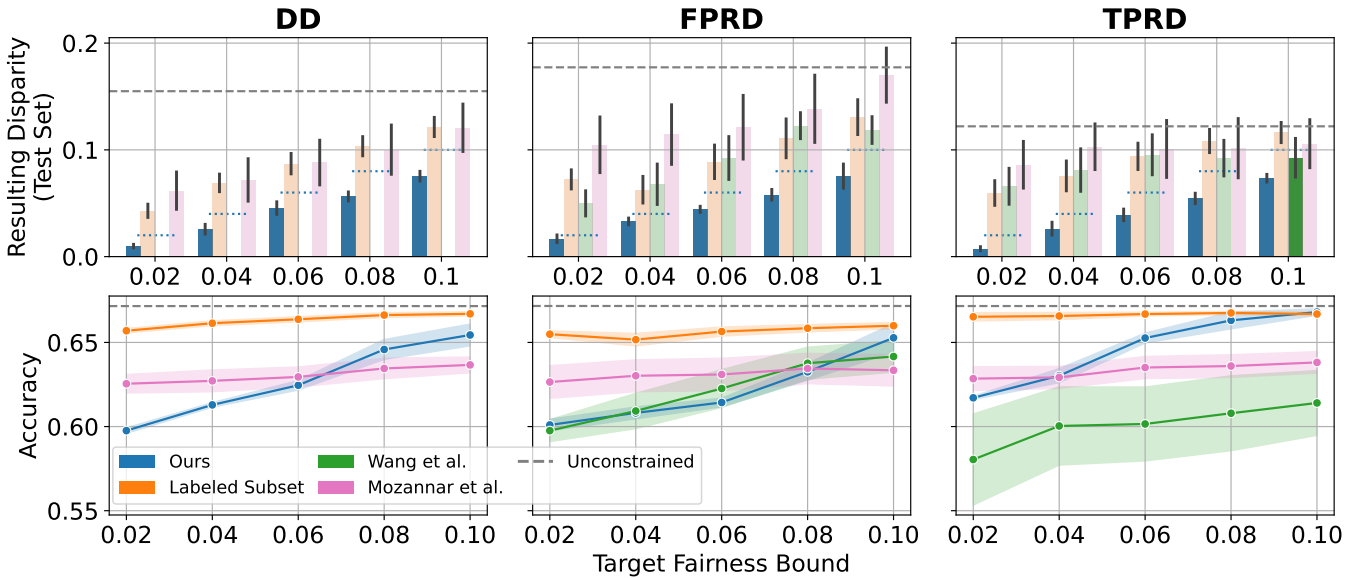 DD
FPRD
TPRD
Resulting Disparity
(Test Set)
0.2
0.1
0.0
0.02 0.04 0.06 0.08 0.1
0.02 0.04 0.06 0.08 0.1
0.02 0.04 0.06 0.08 0.1
Accuracy
0.65
0.60
0.55
Ours
Labeled Subset
Wang et al.
Mozannar et al.
Unconstrained
0.02 0.04 0.06 0.08 0.10
0.02 0.04 0.06 0.08 0.10
0.02 0.04 0.06 0.08 0.10
Target Fairness Bound